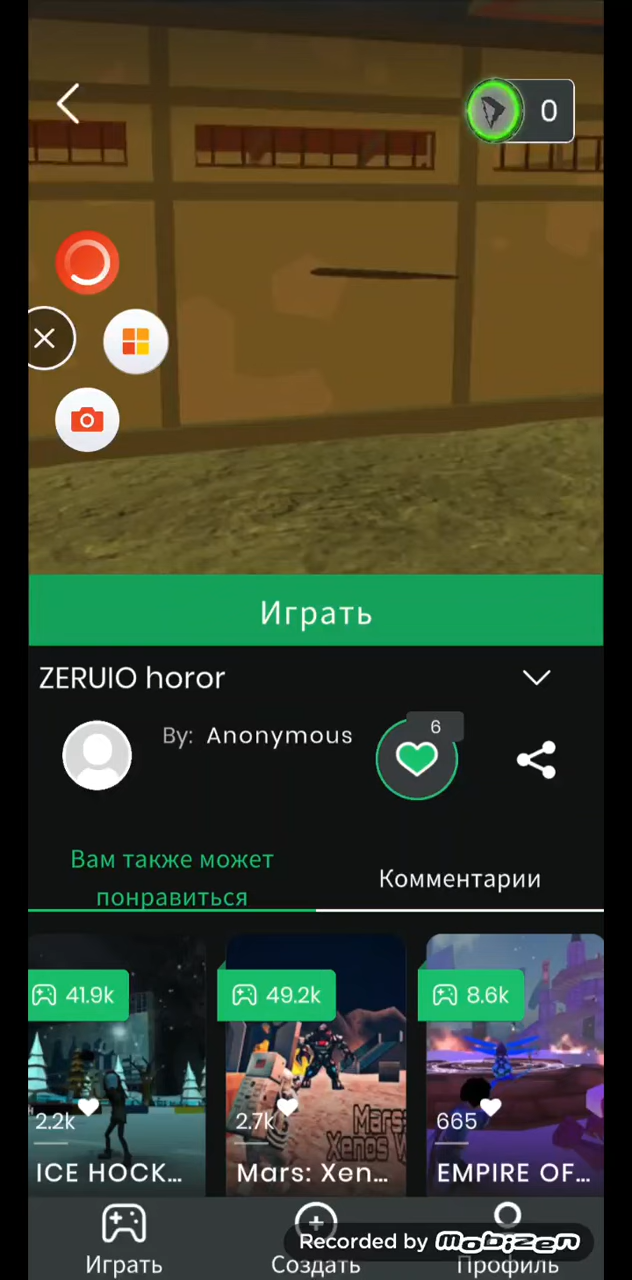 0
Играть
ZERUIO horor
6
By: Anonymous
Вам также может
понравиться
Комментарии
41.9k
49.2k
8.6k
2.2k
2.7k
665
Mars:
ICE HOCK...
Mars: Xen...
EMPIRE OF...
Recorded by mobizen
Играть
Создать
Профиль